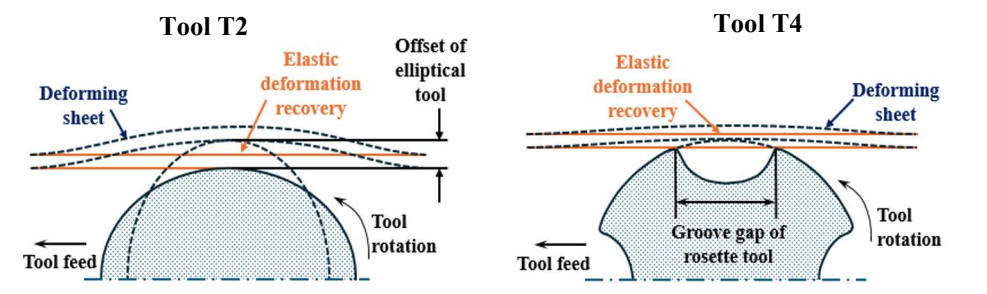 Tool T2
Offset of
elliptical
tool
Elastic
deformation
recovery
Deforming
sheet
Tool
rotation
Tool feed
Tool T4
Elastic
deformation
recovery
Deforming
sheet
Groove gap of
rosette tool
Tool
rotation
Tool feed